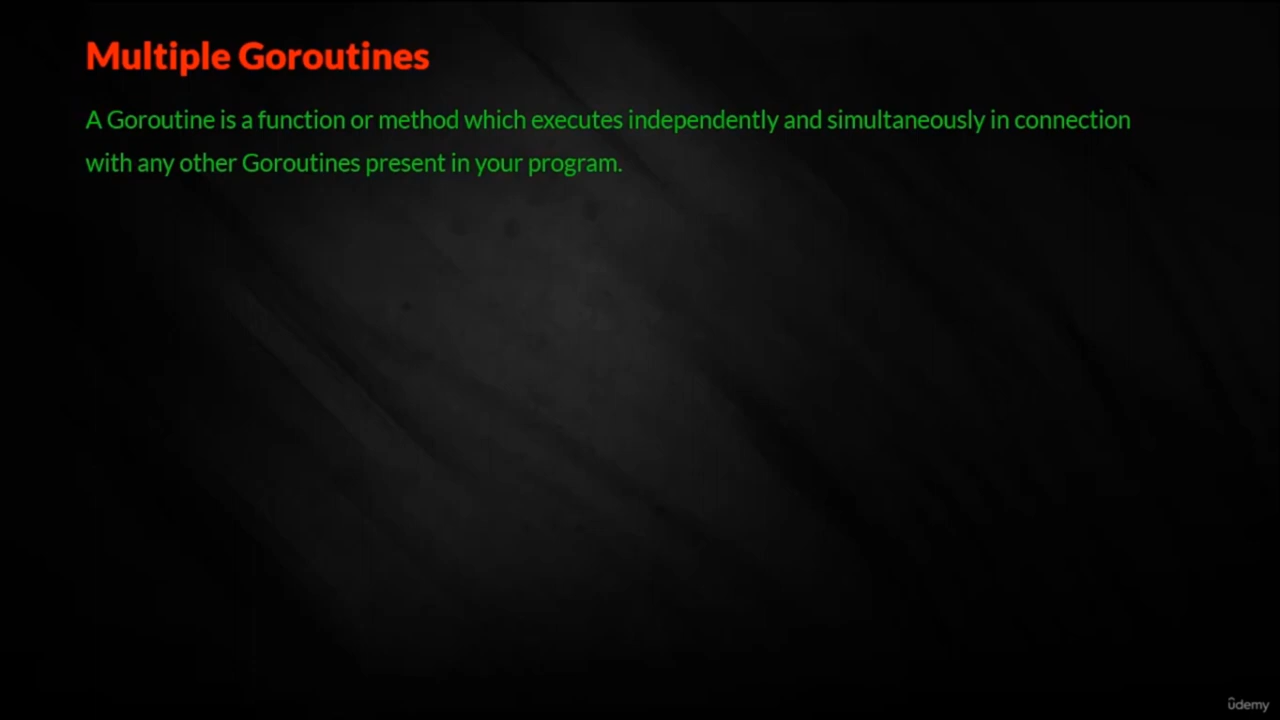 Multiple Goroutines
A Goroutine is a function or method which executes independently and simultaneously in connection
with any other Goroutines present in your program.
ûdemy